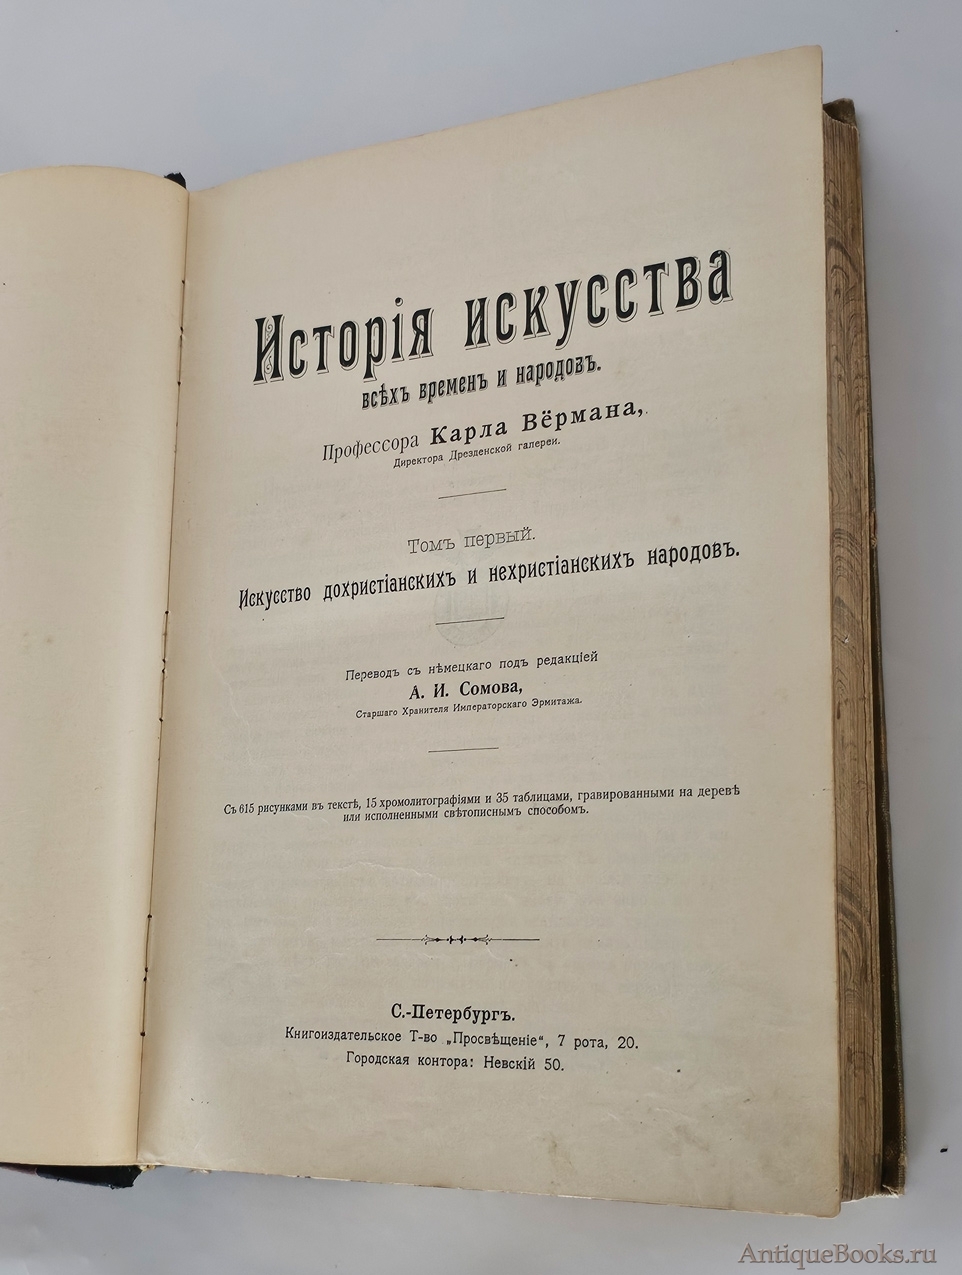 Исторія искусства
всѣхъ временъ и народовъ.
Профессора Карла Вёрмана,
Директора Дрезденской галереи.
Томъ первый.
Искусство дохристіанскихъ и нехристіанскихъ народовъ.
Переводъ съ нѣмецкаго подъ редакціей
А. И. Сомова,
Старшаго Хранителя Императорскаго Эрмитажа.
Съ 615 рисунками въ текстѣ, 15 хромолитографіями и 35 таблицами, гравированными на деревѣ
или исполненными свѣтописнымъ способомъ.
С.-Петербургъ.
Книгоиздательское Т-во „Просвѣщеніе“, 7 рота, 20.
Городская контора: Невскій 50.
AntiqueBooks.ru